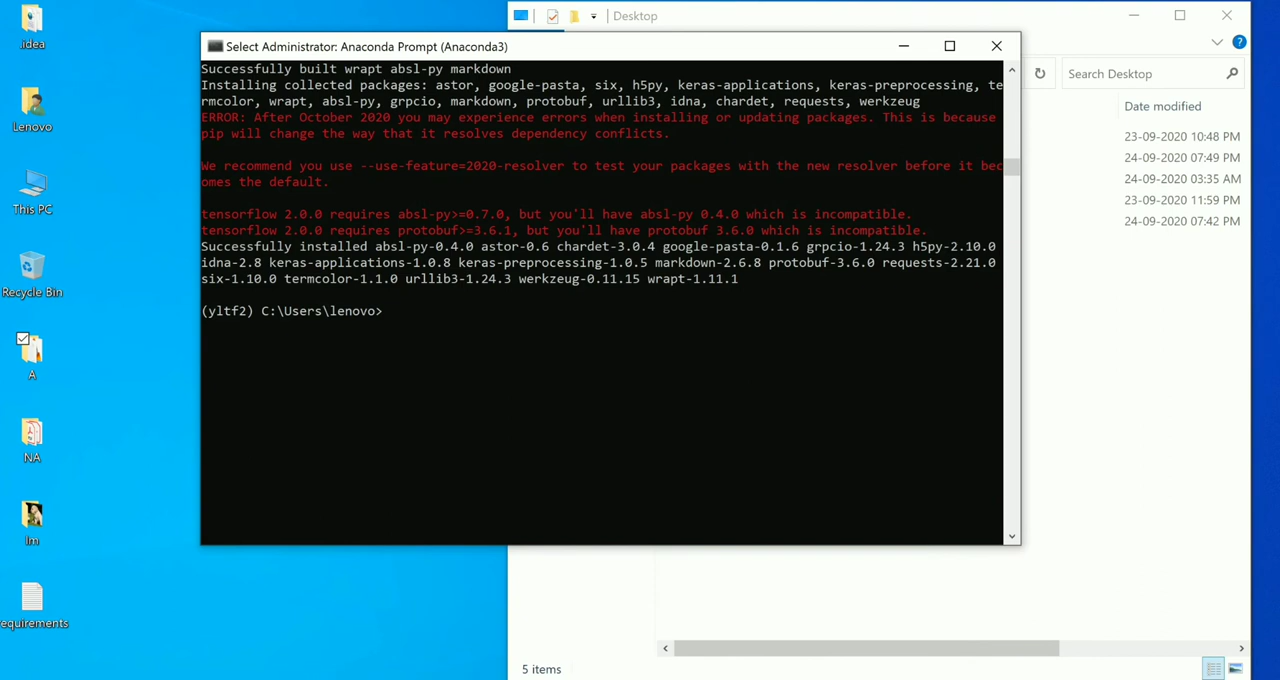 .idea
Lenovo
This PC
Recycle Bin
A
NA
Im
equirements
Desktop
Search Desktop
Date modified
23-09-2020 10:48 PM
24-09-2020 07:49 PM
24-09-2020 03:35 AM
23-09-2020 11:59 PM
24-09-2020 07:42 PM
5 items
Select Administrator: Anaconda Prompt (Anaconda3)
Successfully built wrapt absl-py markdown
Installing collected packages: astor, google-pasta, six, h5py, keras-applications, keras-preprocessing, te
rmcolor, wrapt, absl-py, grpcio, markdown, protobuf, urllib3, idna, chardet, requests, werkzeug
ERROR: After October 2020 you may experience errors when installing or updating packages. This is because
pip will change the way that it resolves dependency conflicts.
We recommend you use --use-feature=2020-resolver to test your packages with the new resolver before it bec
omes the default.
tensorflow 2.0.0 requires absl-py>=0.7.0, but you'll have absl-py 0.4.0 which is incompatible.
tensorflow 2.0.0 requires protobuf>=3.6.1, but you'll have protobuf 3.6.0 which is incompatible.
Successfully installed absl-py-0.4.0 astor-0.6 chardet-3.0.4 google-pasta-0.1.6 grpcio-1.24.3 h5py-2.10.0
idna-2.8 keras-applications-1.0.8 keras-preprocessing-1.0.5 markdown-2.6.8 protobuf-3.6.0 requests-2.21.0
six-1.10.0 termcolor-1.1.0 urllib3-1.24.3 werkzeug-0.11.15 wrapt-1.11.1
(yltf2) C:\Users\lenovo>